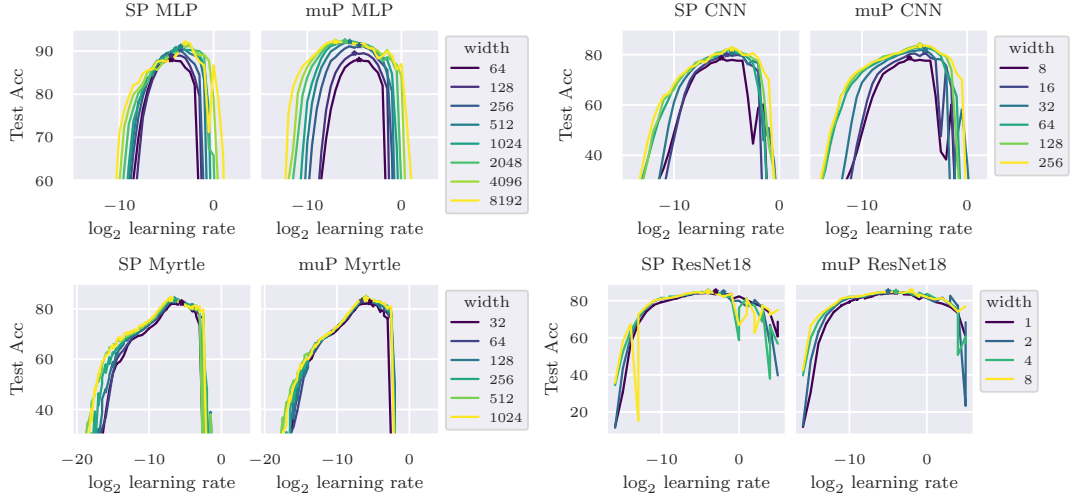 SP MLP
muP MLP
Test Acc
90
80
70
60
−10
0
−10
0
log2 learning rate
log2 learning rate
width
64
128
256
512
1024
2048
4096
8192
SP CNN
muP CNN
Test Acc
80
60
40
−10
0
−10
0
log2 learning rate
log2 learning rate
width
8
16
32
64
128
256
SP Myrtle
muP Myrtle
Test Acc
80
60
40
−20
−10
0
−20
−10
0
log2 learning rate
log2 learning rate
width
32
64
128
256
512
1024
SP ResNet18
muP ResNet18
Test Acc
80
60
40
20
−10
0
−10
0
log2 learning rate
log2 learning rate
width
1
2
4
8